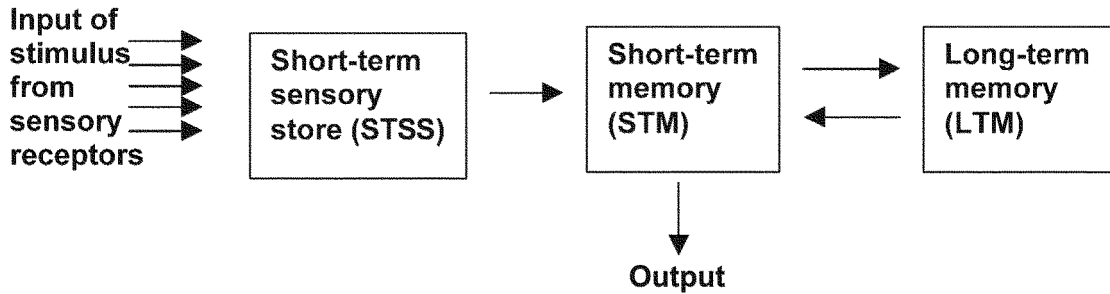 Input of
stimulus
from
sensory
receptors
Short-term
sensory
store (STSS)
Short-term
memory
(STM)
Long-term
memory
(LTM)
Output